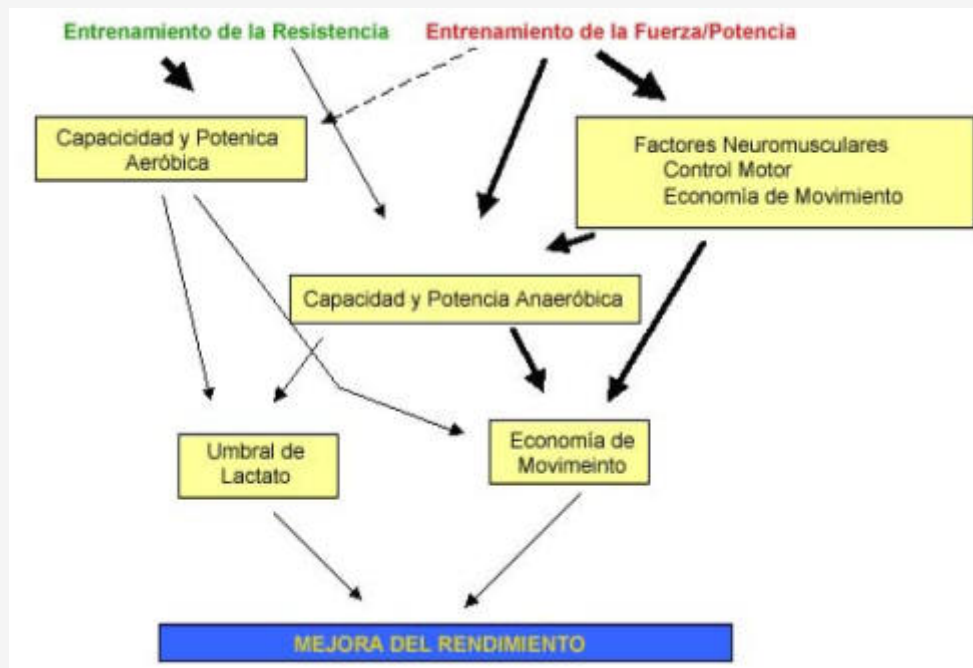 Entrenamiento de la Resistencia
Entrenamiento de la Fuerza/Potencia
Capacicidad y Potenica
Aeróbica
Factores Neuromusculares
Control Motor
Economía de Movimiento
Capacidad y Potencia Anaeróbica
Umbral de
Lactato
Economía de
Movimeinto
MEJORA DEL RENDIMIENTO